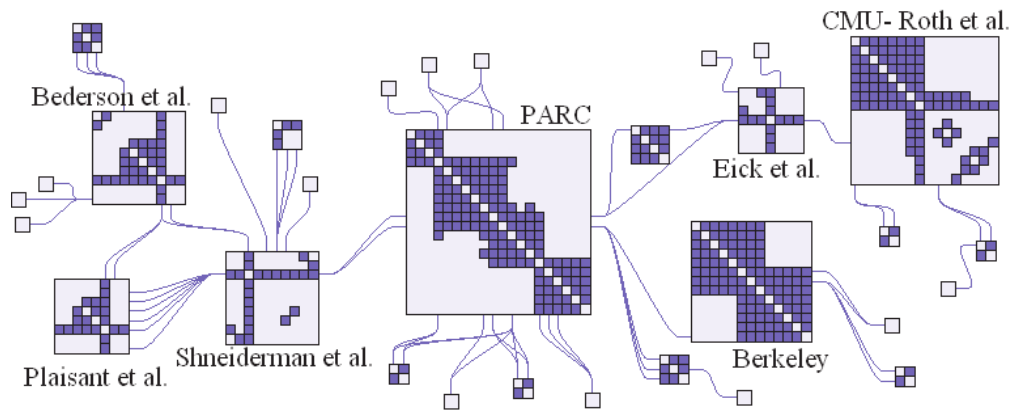 CMU- Roth et al.
Bederson et al.
PARC
Eick et al.
Shneiderman et al.
Berkeley
Plaisant et al.